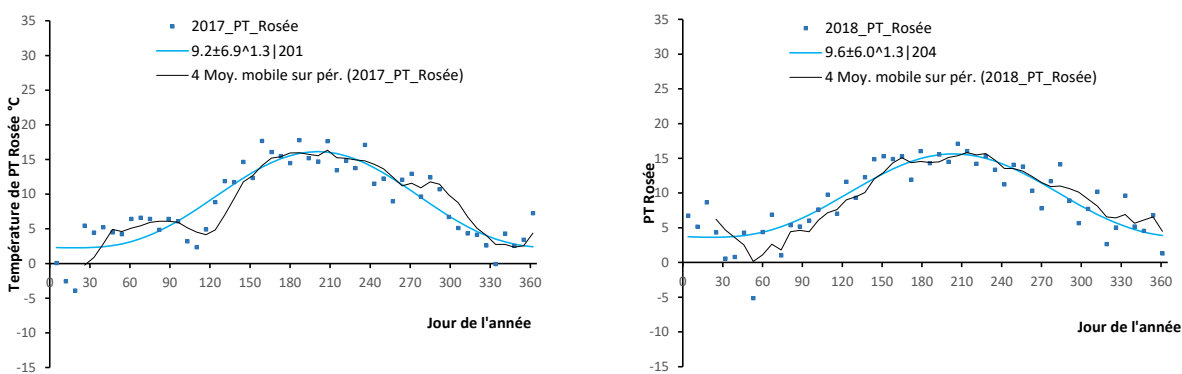 35
30
25
20
15
10
5
0
-5
-10
-15
Température de PT Rosée °C
2017_PT_Rosée
9.2±6.9^1.3|201
4 Moy. mobile sur pér. (2017_PT_Rosée)
0 30 60 90 120 150 180 210 240 270 300 330 360
Jour de l'année
35
30
25
20
15
10
5
0
-5
-10
-15
PT Rosée
2018_PT_Rosée
9.6±6.0^1.3|204
4 Moy. mobile sur pér. (2018_PT_Rosée)
0 30 60 90 120 150 180 210 240 270 300 330 360
Jour de l'année